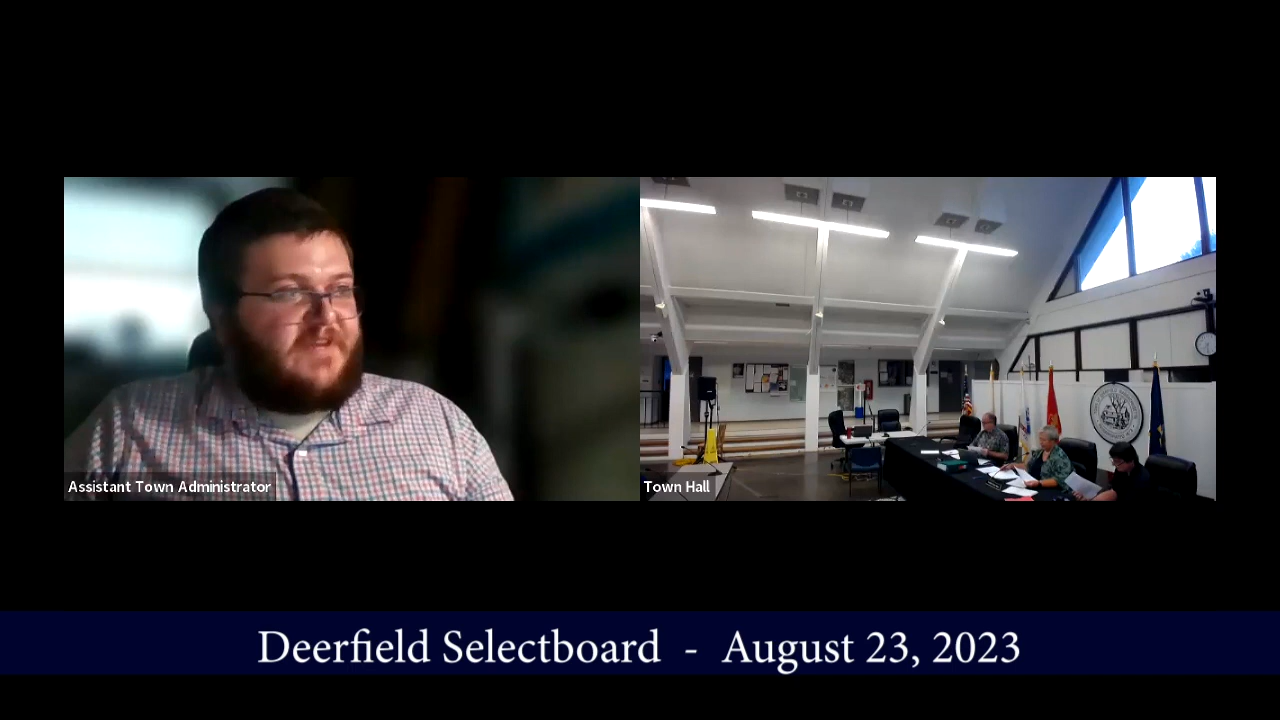 Assistant Town Administrator
Town Hall
Deerfield Selectboard - August 23, 2023